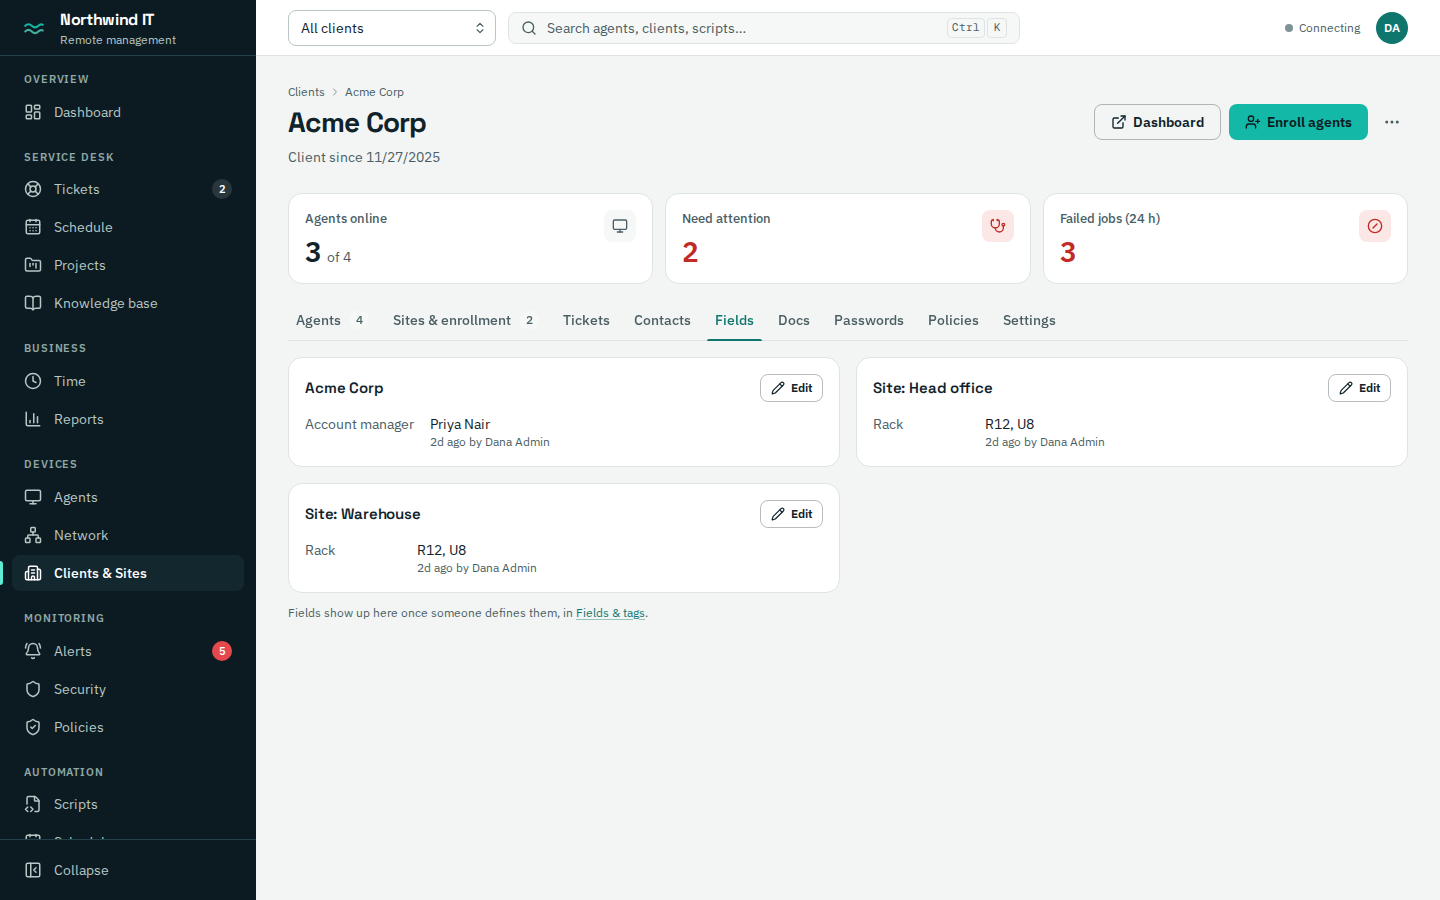 Northwind IT
Remote management
OVERVIEW
Dashboard
SERVICE DESK
Tickets 2
Schedule
Projects
Knowledge base
BUSINESS
Time
Reports
DEVICES
Agents
Network
Clients & Sites
MONITORING
Alerts 5
Security
Policies
AUTOMATION
Scripts
Collapse
All clients
Search agents, clients, scripts...
Ctrl K
Connecting
DA
Clients > Acme Corp
Acme Corp
Client since 11/27/2025
Dashboard
Enroll agents
Agents online
3 of 4
Need attention
2
Failed jobs (24 h)
3
Agents 4 Sites & enrollment 2 Tickets Contacts Fields Docs Passwords Policies Settings
Acme Corp
Edit
Account manager Priya Nair
2d ago by Dana Admin
Site: Head office
Edit
Rack R12, U8
2d ago by Dana Admin
Site: Warehouse
Edit
Rack R12, U8
2d ago by Dana Admin
Fields show up here once someone defines them, in Fields & tags.